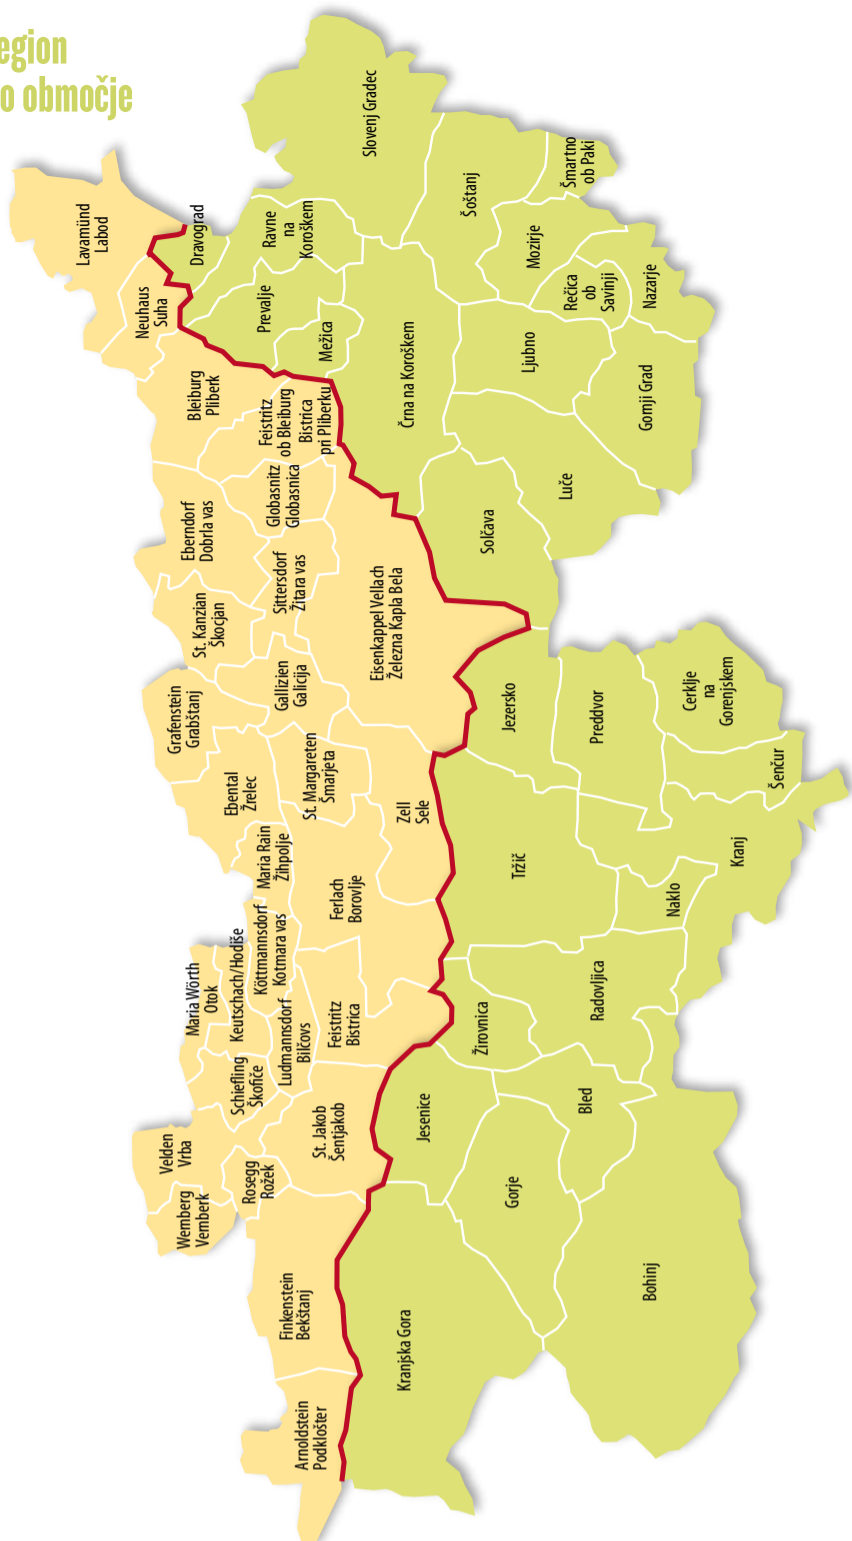 egion
o območje
Lavamünd
Labod
Neuhaus
Suha
Dravograd
Slovenj Gradec
Ravne
na
Koroškem
Prevalje
Mežica
Šoštanj
Šmartno
ob Paki
Mozirje
Rečica
ob
Savinji
Nazarje
Ljubno
Gornji Grad
Črna na Koroškem
Luče
Solčava
Bleiburg
Pliberk
Feistritz
ob Bleiburg
Bistrica
pri Pliberku
Globasnitz
Globasnica
Eberndorf
Dobrla vas
Sittersdorf
Žitara vas
St. Kanzian
Škocjan
Eisenkappel Vellach
Železna Kapla Bela
Gallizien
Galicija
Grafenstein
Grabštanj
Ebental
Žrelec
St. Margareten
Šmarjeta
Zell
Sele
Maria Rain
Žihpolje
Ferlach
Borovlje
Köttmannsdorf
Kotmara vas
Keutschach/Hodiše
Maria Wörth
Otok
Ludmannsdorf
Bilčovs
Feistritz
Bistrica
Schiefling
Škofiče
St. Jakob
Šentjakob
Velden
Vrba
Rosegg
Rožek
Wernberg
Vernberk
Finkenstein
Bekštanj
Arnoldstein
Podklošter
Jezersko
Preddvor
Cerklje
na
Gorenjskem
Šenčur
Kranj
Tržič
Naklo
Radovljica
Žirovnica
Bled
Jesenice
Gorje
Bohinj
Kranjska Gora